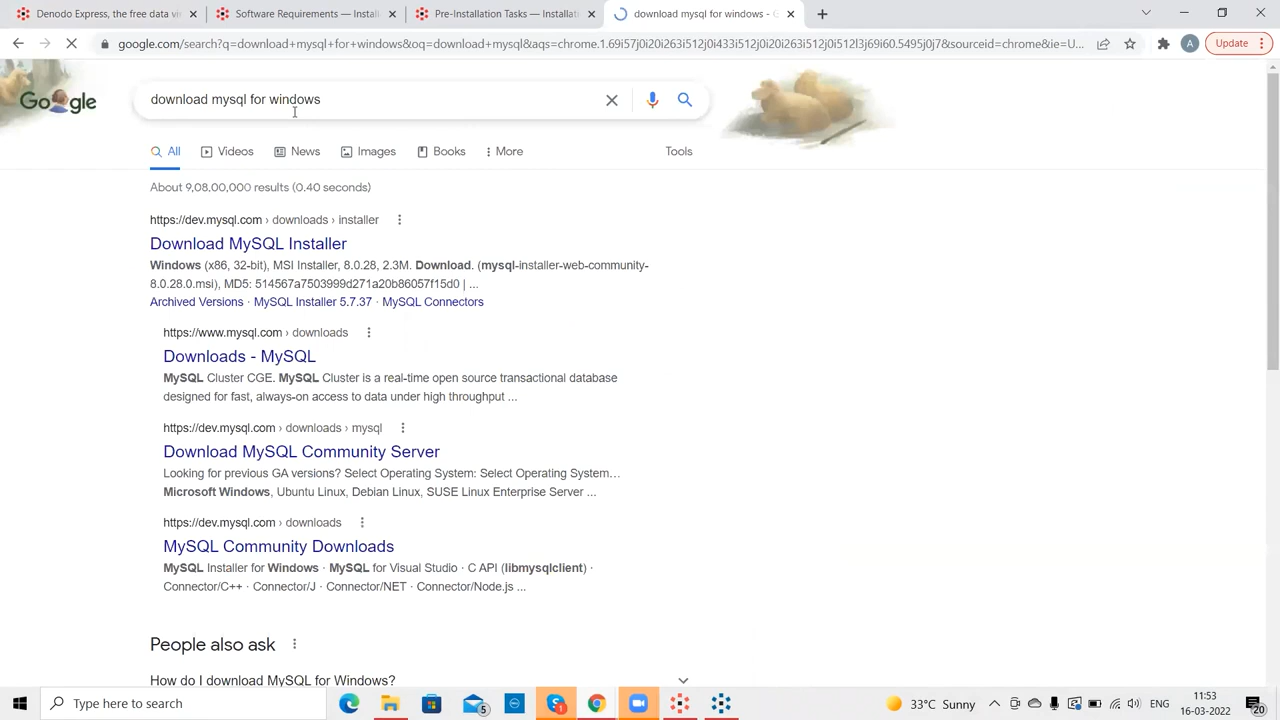 Denodo Express, the free data vi
Software Requirements — Install
Pre-Installation Tasks — Installat
download mysql for windows - G
google.com/search?q=download+mysql+for+windows&oq=download+mysql&aqs=chrome.1.69i57j0i20i263i512j0i433i512j0i20i263i512j0i512l3j69i60.5495j0j7&sourceid=chrome&ie=U...
A
Update
Google
download mysql for windows
All
Videos
News
Images
Books
More
Tools
About 9,08,00,000 results (0.40 seconds)
https://dev.mysql.com › downloads › installer
Download MySQL Installer
Windows (x86, 32-bit), MSI Installer, 8.0.28, 2.3M. Download. (mysql-installer-web-community-
8.0.28.0.msi), MD5: 514567a7503999d271a20b86057f15d0 | ...
Archived Versions · MySQL Installer 5.7.37 · MySQL Connectors
https://www.mysql.com › downloads
Downloads - MySQL
MySQL Cluster CGE. MySQL Cluster is a real-time open source transactional database
designed for fast, always-on access to data under high throughput ...
https://dev.mysql.com › downloads › mysql
Download MySQL Community Server
Looking for previous GA versions? Select Operating System: Select Operating System…
Microsoft Windows, Ubuntu Linux, Debian Linux, SUSE Linux Enterprise Server ...
https://dev.mysql.com › downloads
MySQL Community Downloads
MySQL Installer for Windows · MySQL for Visual Studio · C API (libmysqlclient) ·
Connector/C++ · Connector/J · Connector/NET · Connector/Node.js ...
People also ask
How do I download MySQL for Windows?
Type here to search
5
1
33°C Sunny
ENG
11:53
16-03-2022
20